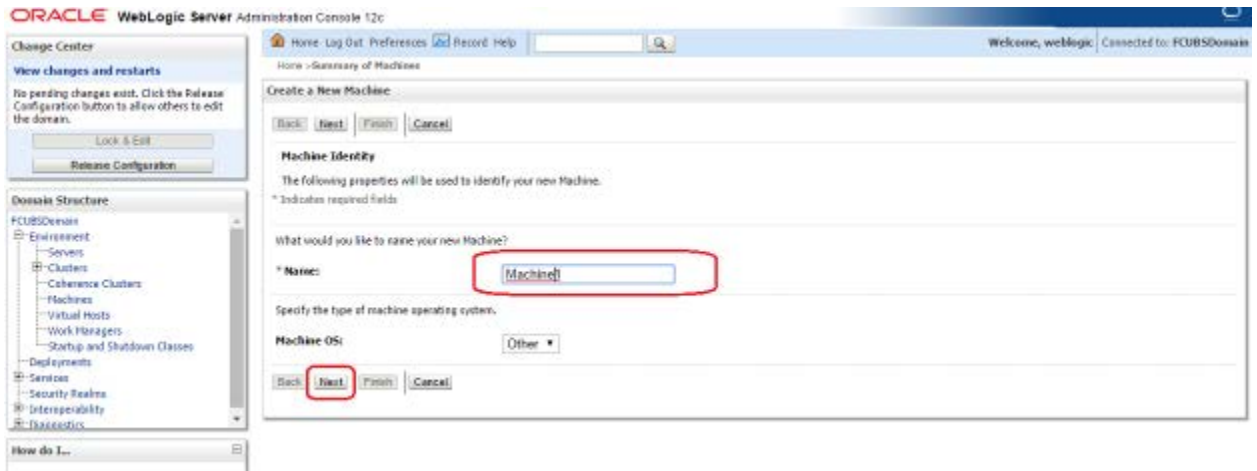 ORACLE WebLogic Server Administration Console 12c
Change Center
View changes and restarts
No pending changes exist. Click the Release
Configuration button to allow others to edit
the domain.
Lock & Edit
Release Configuration
Domain Structure
FCUBSDomain
Environment
Servers
Clusters
Coherence Clusters
Machines
Virtual Hosts
Work Managers
Startup and Shutdown Classes
Deployments
Services
Security Realms
Interoperability
Diagnostics
How do I...
Home Log Out Preferences Record Help
Welcome, weblogic Connected to: FCUBSDomain
Home >Summary of Machines
Create a New Machine
Back Next Finish Cancel
Machine Identity
The following properties will be used to identify your new Machine.
* Indicates required fields
What would you like to name your new Machine?
* Name: Machine1
Specify the type of machine operating system.
Machine OS: Other
Back Next Finish Cancel